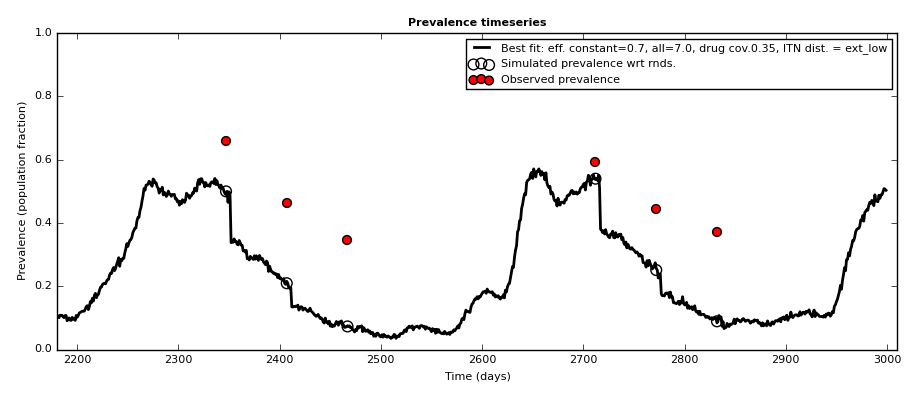 Prevalence timeseries
Best fit: eff. constant=0.7, all=7.0, drug cov.0.35, ITN dist. = ext_low
Simulated prevalence wrt rnds.
Observed prevalence
Prevalence (population fraction)
1.0
0.8
0.6
0.4
0.2
0.0
2200 2300 2400 2500 2600 2700 2800 2900 3000
Time (days)